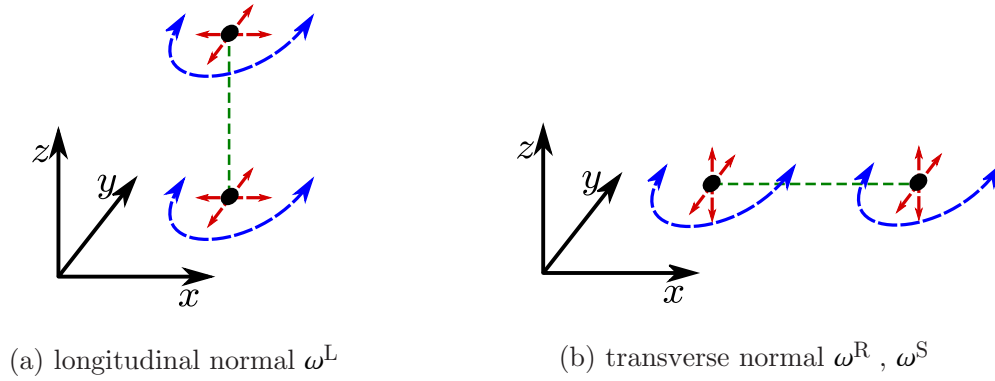 z
y
x
(a) longitudinal normal ω^L
z
y
x
(b) transverse normal ω^R , ω^S